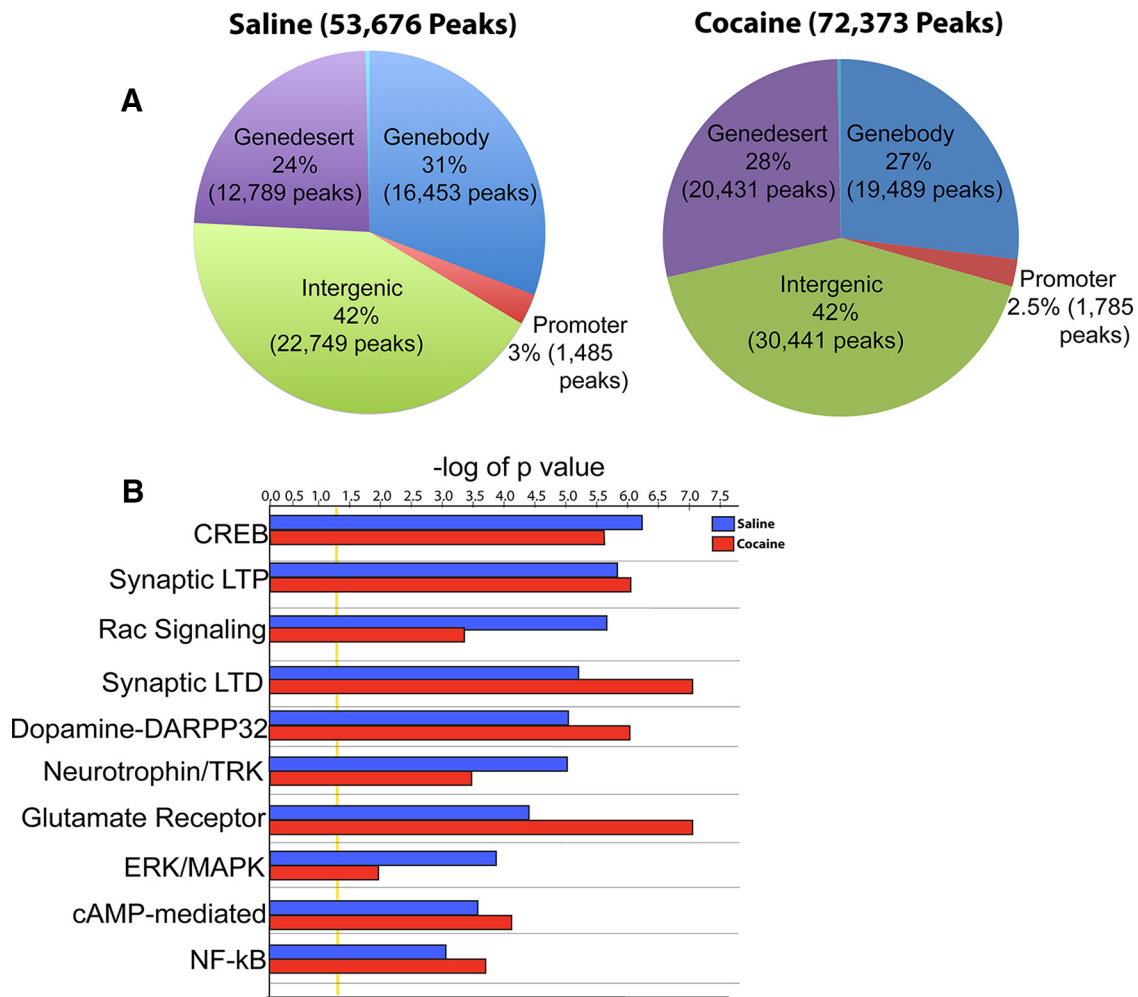 Saline (53,676 Peaks)
Cocaine (72,373 Peaks)
A
Genedesert
24%
(12,789 peaks)
Genebody
31%
(16,453 peaks)
Intergenic
42%
(22,749 peaks)
Promoter
3% (1,485
peaks)
Genedesert
28%
(20,431 peaks)
Genebody
27%
(19,489 peaks)
Intergenic
42%
(30,441 peaks)
Promoter
2.5% (1,785
peaks)
B
-log of p value
0,0 0,5 1,0 1,5 2,0 2,5 3,0 3,5 4,0 4,5 5,0 5,5 6,0 6,5 7,0 7,5
Saline
Cocaine
CREB
Synaptic LTP
Rac Signaling
Synaptic LTD
Dopamine-DARPP32
Neurotrophin/TRK
Glutamate Receptor
ERK/MAPK
cAMP-mediated
NF-kB